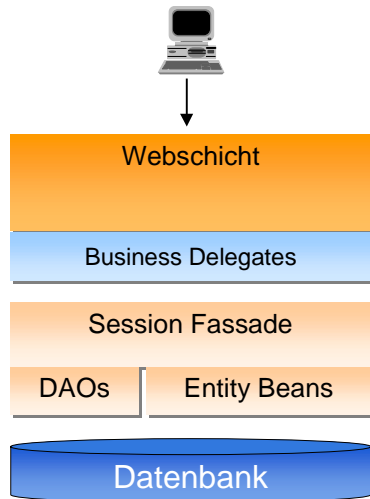 Webschicht
Business Delegates
Session Fassade
DAOs Entity Beans
Datenbank